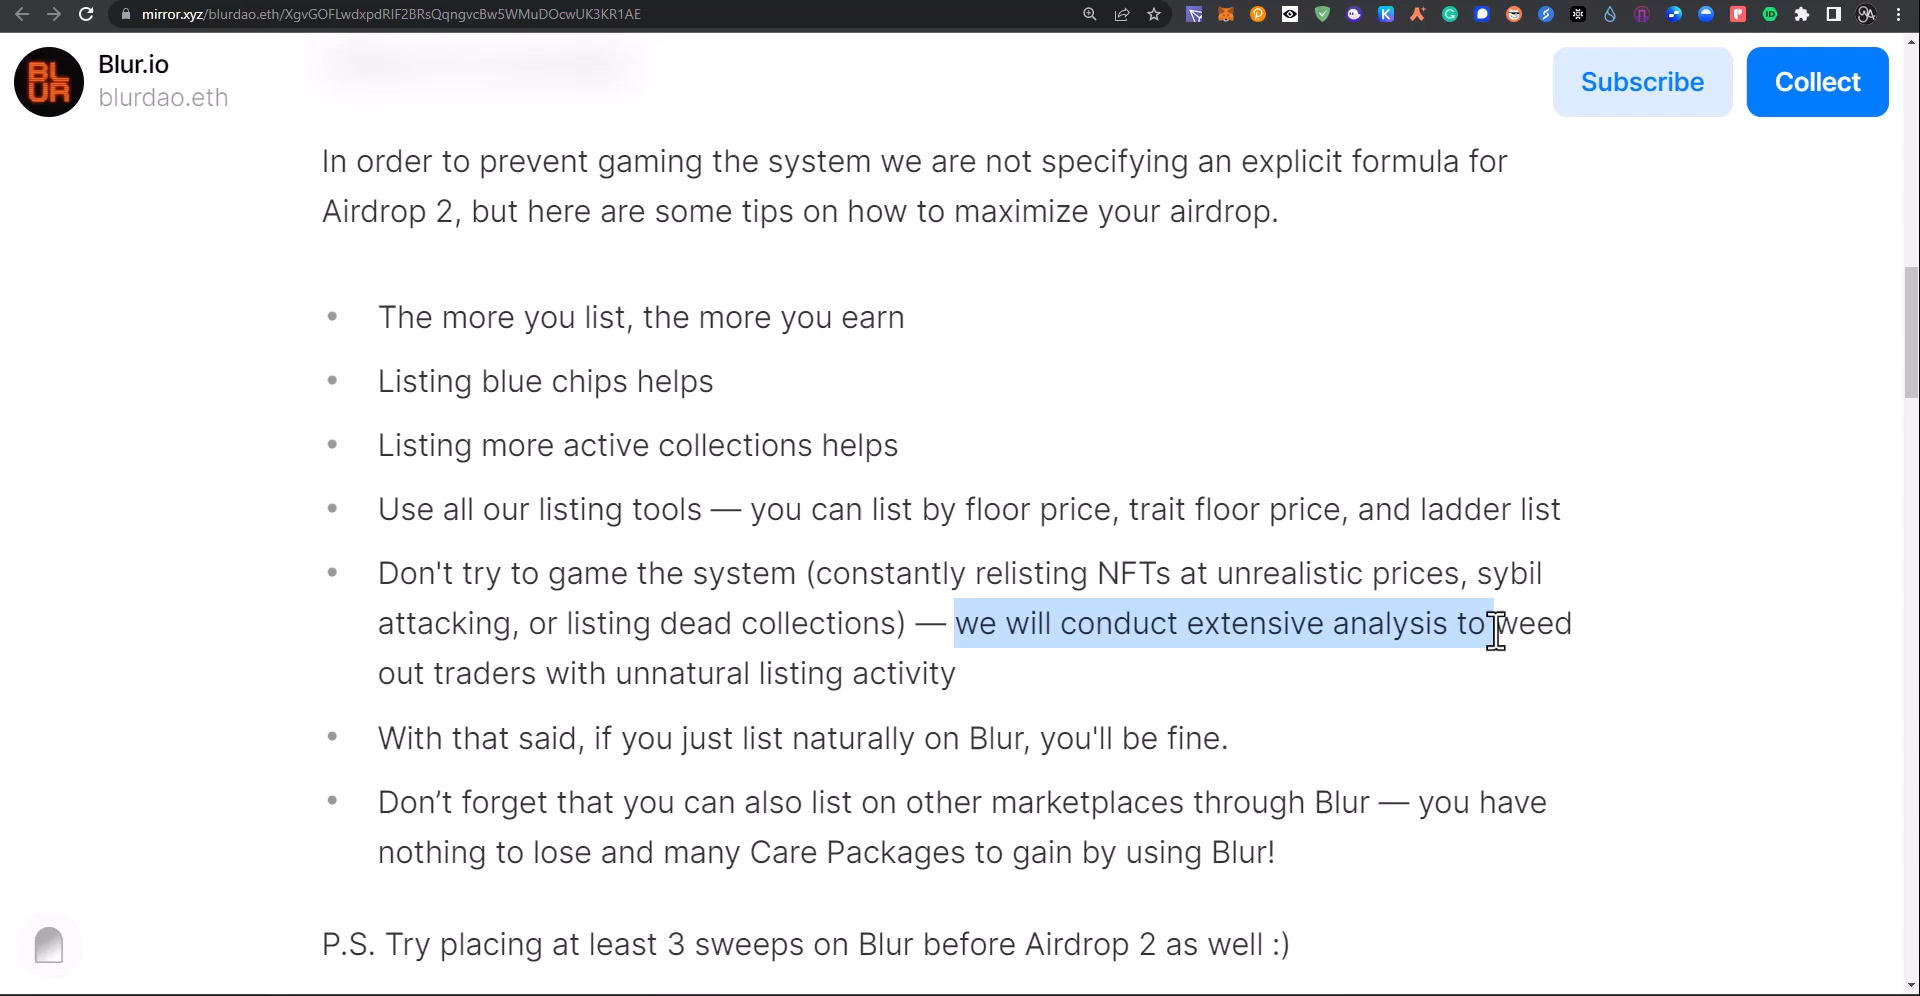 mirror.xyz/blurdao.eth/XgvGOFLwdxpdRIF2BRsQqngvcBw5WMuDOcwUK3KR1AE
BL
UR
Blur.io
blurdao.eth
Subscribe
Collect
In order to prevent gaming the system we are not specifying an explicit formula for
Airdrop 2, but here are some tips on how to maximize your airdrop.
• The more you list, the more you earn
• Listing blue chips helps
• Listing more active collections helps
• Use all our listing tools — you can list by floor price, trait floor price, and ladder list
• Don't try to game the system (constantly relisting NFTs at unrealistic prices, sybil
attacking, or listing dead collections) — we will conduct extensive analysis to weed
out traders with unnatural listing activity
• With that said, if you just list naturally on Blur, you'll be fine.
• Don’t forget that you can also list on other marketplaces through Blur — you have
nothing to lose and many Care Packages to gain by using Blur!
P.S. Try placing at least 3 sweeps on Blur before Airdrop 2 as well :)